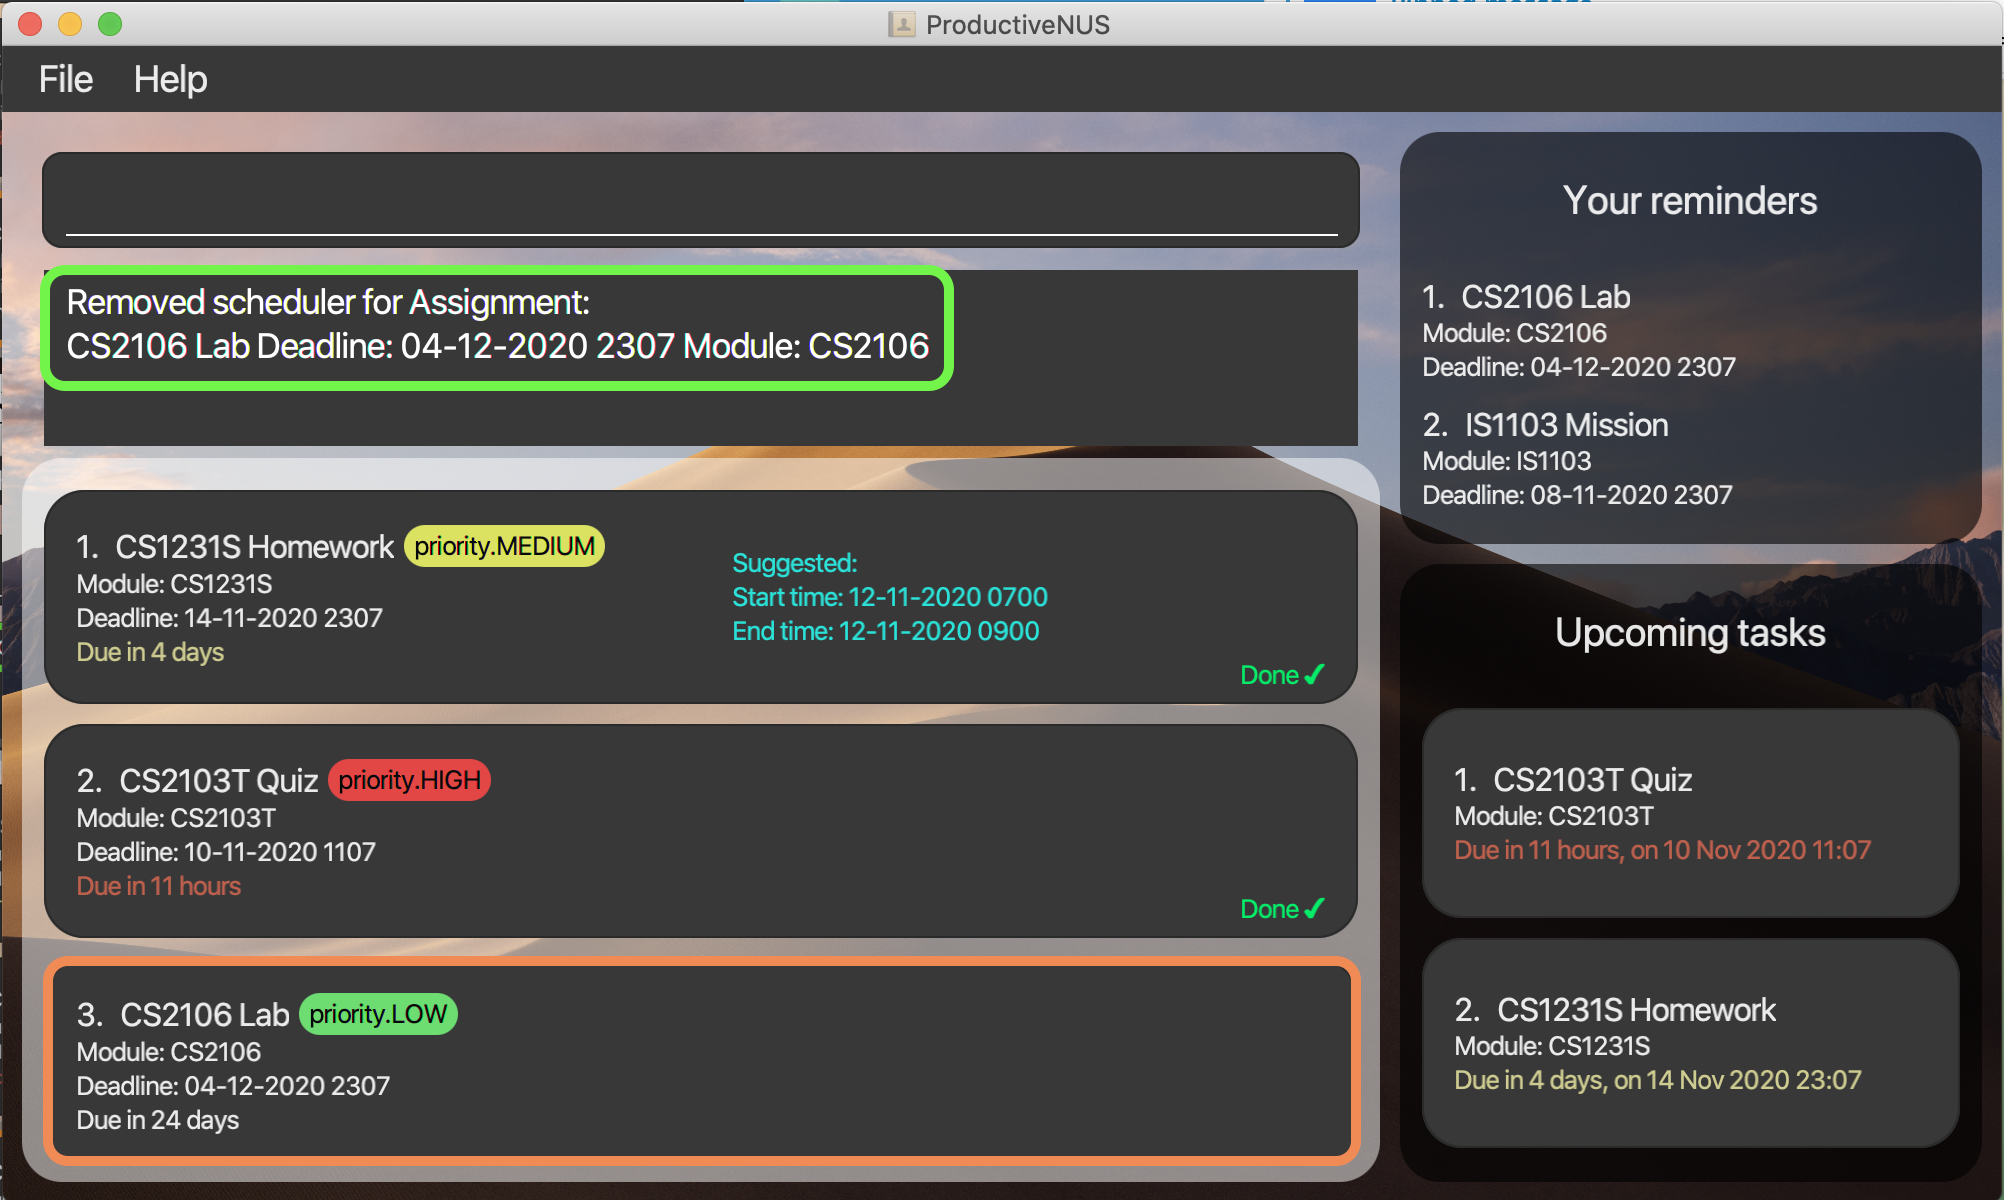 ProductiveNUS
File Help
Removed scheduler for Assignment:
CS2106 Lab Deadline: 04-12-2020 2307 Module: CS2106
1. CS1231S Homework priority.MEDIUM
Module: CS1231S
Deadline: 14-11-2020 2307
Due in 4 days
Suggested:
Start time: 12-11-2020 0700
End time: 12-11-2020 0900
Done ✓
2. CS2103T Quiz priority.HIGH
Module: CS2103T
Deadline: 10-11-2020 1107
Due in 11 hours
Done ✓
3. CS2106 Lab priority.LOW
Module: CS2106
Deadline: 04-12-2020 2307
Due in 24 days
Your reminders
1. CS2106 Lab
Module: CS2106
Deadline: 04-12-2020 2307
2. IS1103 Mission
Module: IS1103
Deadline: 08-11-2020 2307
Upcoming tasks
1. CS2103T Quiz
Module: CS2103T
Due in 11 hours, on 10 Nov 2020 11:07
2. CS1231S Homework
Module: CS1231S
Due in 4 days, on 14 Nov 2020 23:07